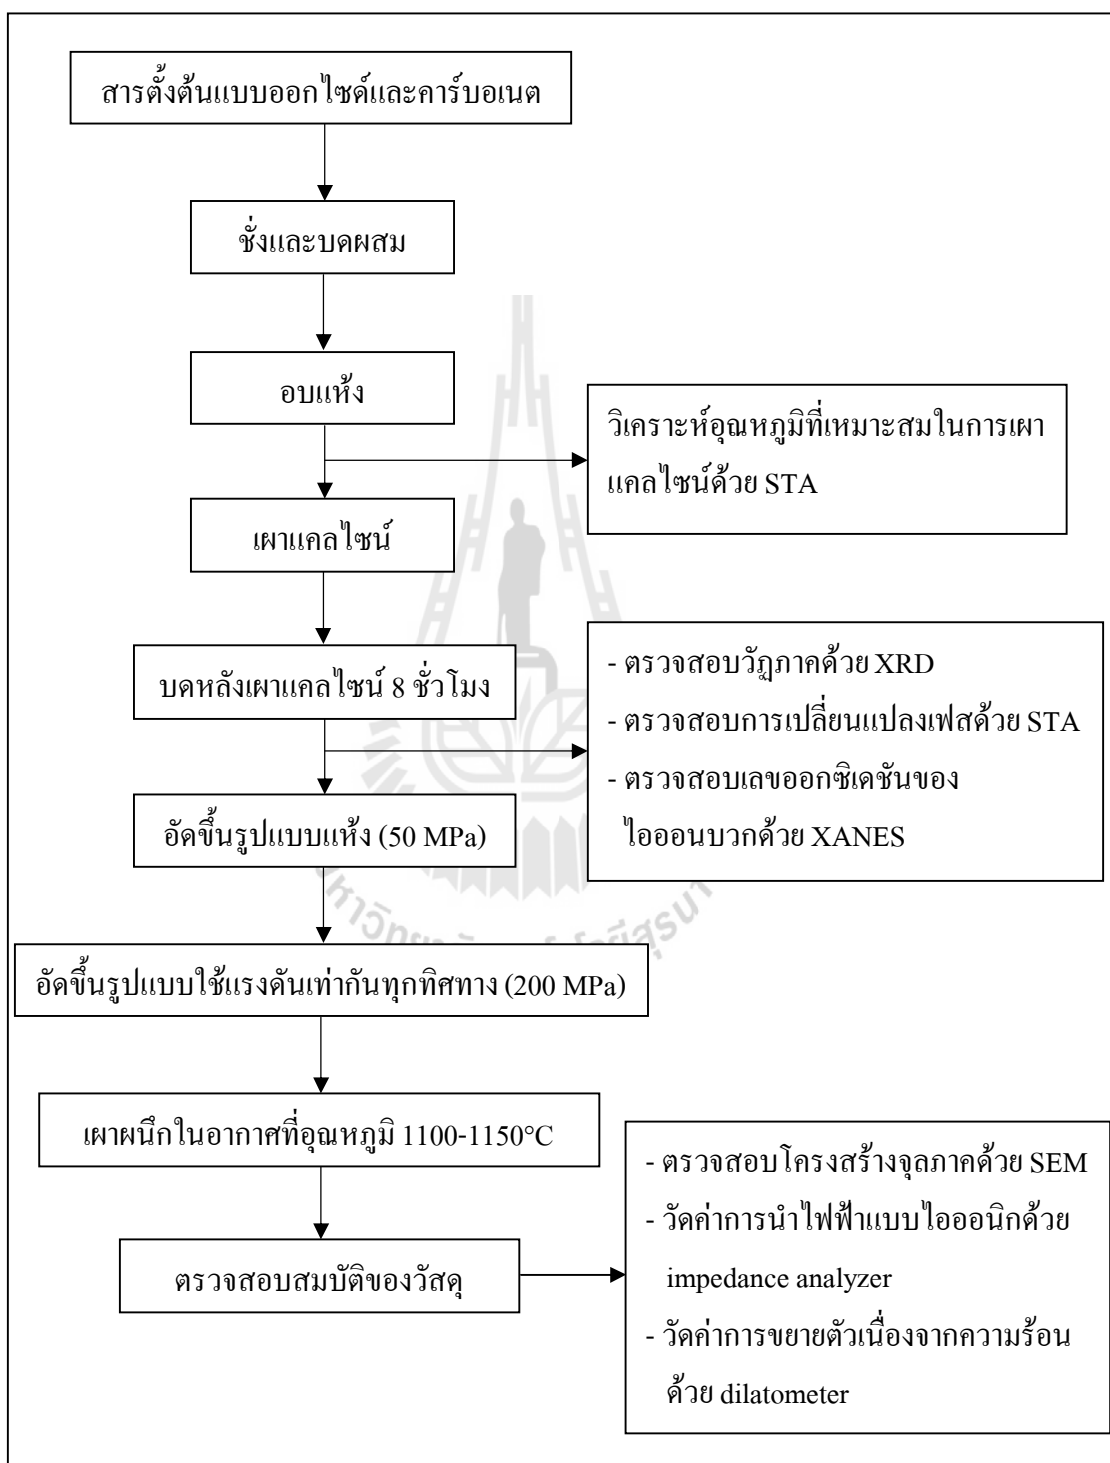 สารตั้งต้นแบบออกไซด์และคาร์บอเนต
ชั่งและบดผสม
อบแห้ง
วิเคราะห์อุณหภูมิที่เหมาะสมในการเผา
แคลไซน์ด้วย STA
เผาแคลไซน์
บดหลังเผาแคลไซน์ 8 ชั่วโมง
- ตรวจสอบวัฏภาคด้วย XRD
- ตรวจสอบการเปลี่ยนแปลงเฟสด้วย STA
- ตรวจสอบเลขออกซิเดชันของ
ไอออนบวกด้วย XANES
อัดขึ้นรูปแบบแห้ง (50 MPa)
อัดขึ้นรูปแบบใช้แรงดันเท่ากันทุกทิศทาง (200 MPa)
เผาผนึกในอากาศที่อุณหภูมิ 1100-1150°C
ตรวจสอบสมบัติของวัสดุ
- ตรวจสอบโครงสร้างจุลภาคด้วย SEM
- วัดค่าการนำไฟฟ้าแบบไอออนิกด้วย
impedance analyzer
- วัดค่าการขยายตัวเนื่องจากความร้อน
ด้วย dilatometer